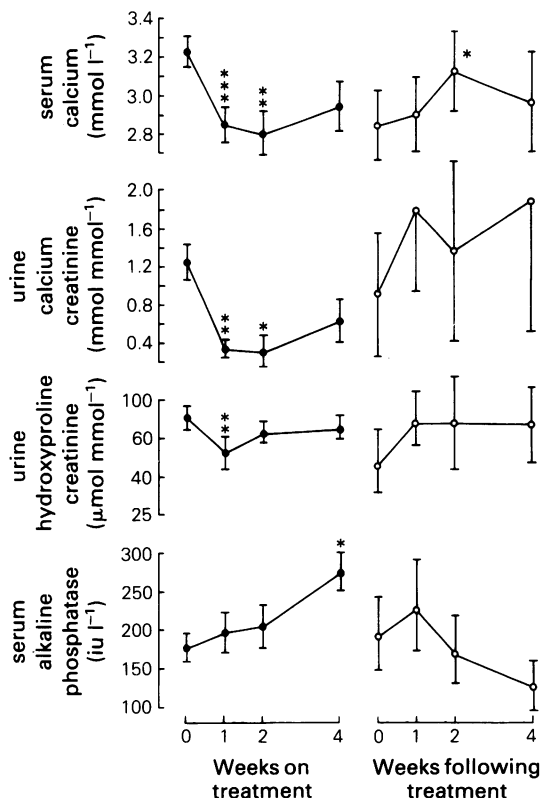 serum
calcium
(mmol l⁻¹)
3.4
3.2
3.0
2.8
***
**
*
urine
calcium
creatinine
(mmol mmol⁻¹)
2.0
1.6
1.2
0.8
0.4
**
*
urine
hydroxyproline
creatinine
(μmol mmol⁻¹)
100
60
40
25
**
serum
alkaline
phosphatase
(iu l⁻¹)
300
250
200
150
100
*
0 1 2 4
0 1 2 4
Weeks on
treatment
Weeks following
treatment